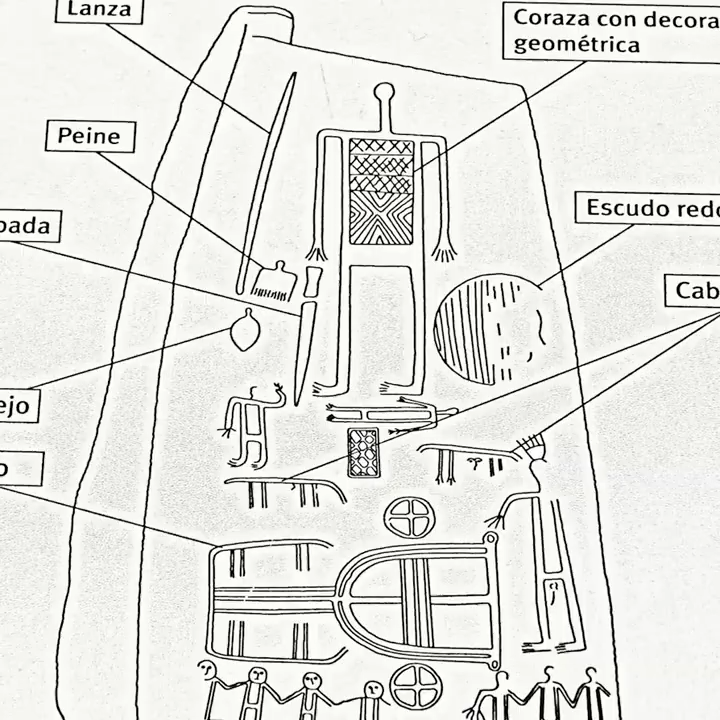 Lanza
Coraza con decora
geométrica
Peine
pada
Escudo redo
Cab
ejo
o